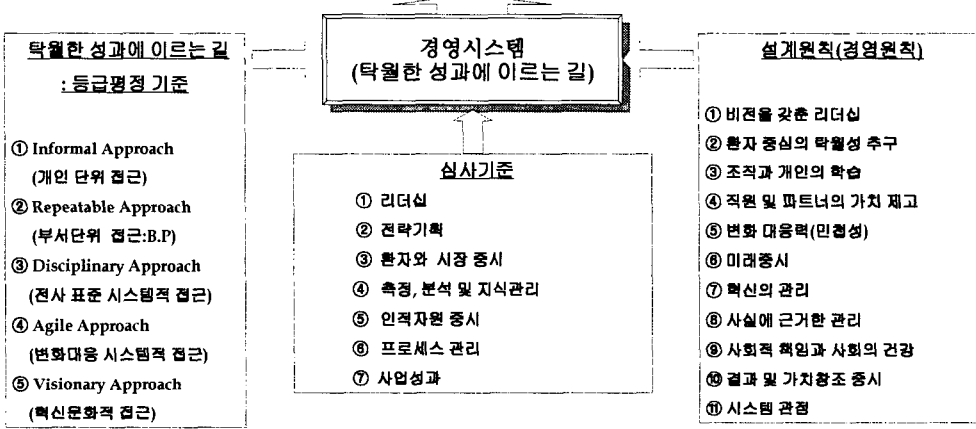 경영시스템
(탁월한 성과에 이르는 길)
탁월한 성과에 이르는 길
: 등급평정 기준
① Informal Approach
(개인 단위 접근)
② Repeatable Approach
(부서단위 접근:B.P)
③ Disciplinary Approach
(전사 표준 시스템적 접근)
④ Agile Approach
(변화대응 시스템적 접근)
⑤ Visionary Approach
(혁신문화적 접근)
심사기준
① 리더십
② 전략기획
③ 환자와 시장 중시
④ 측정, 분석 및 지식관리
⑤ 인적자원 중시
⑥ 프로세스 관리
⑦ 사업성과
설계원칙(경영원칙)
① 비전을 갖춘 리더십
② 환자 중심의 탁월성 추구
③ 조직과 개인의 학습
④ 직원 및 파트너의 가치 제고
⑤ 변화 대응력(민첩성)
⑥ 미래중시
⑦ 혁신의 관리
⑧ 사실에 근거한 관리
⑨ 사회적 책임과 사회의 건강
⑩ 결과 및 가치창조 중시
⑪ 시스템 관점